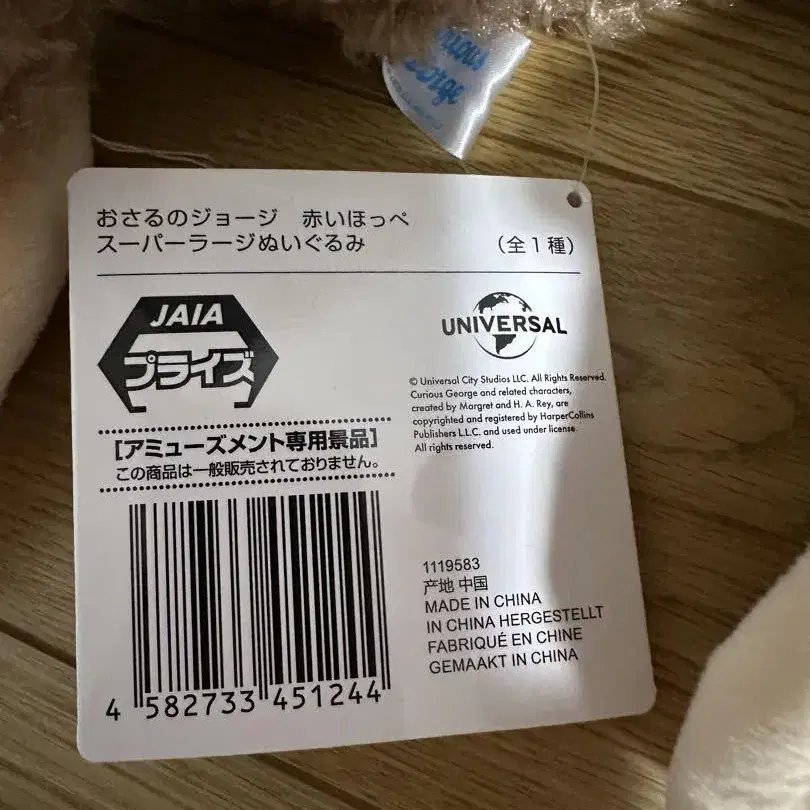 おさるのジョージ 赤いほっぺ
スーパーラージぬいぐるみ (全1種)
JAIA
プライズ
[アミューズメント専用景品]
この商品は一般販売されておりません。
4 582733 451244
UNIVERSAL
© Universal City Studios LLC. All Rights Reserved.
Curious George and related characters,
created by Margret and H. A. Rey, are
copyrighted and registered by HarperCollins
Publishers L.L.C. and used under license.
All rights reserved.
1119583
产地 中国
MADE IN CHINA
IN CHINA HERGESTELLT
FABRIQUÉ EN CHINE
GEMAAKT IN CHINA